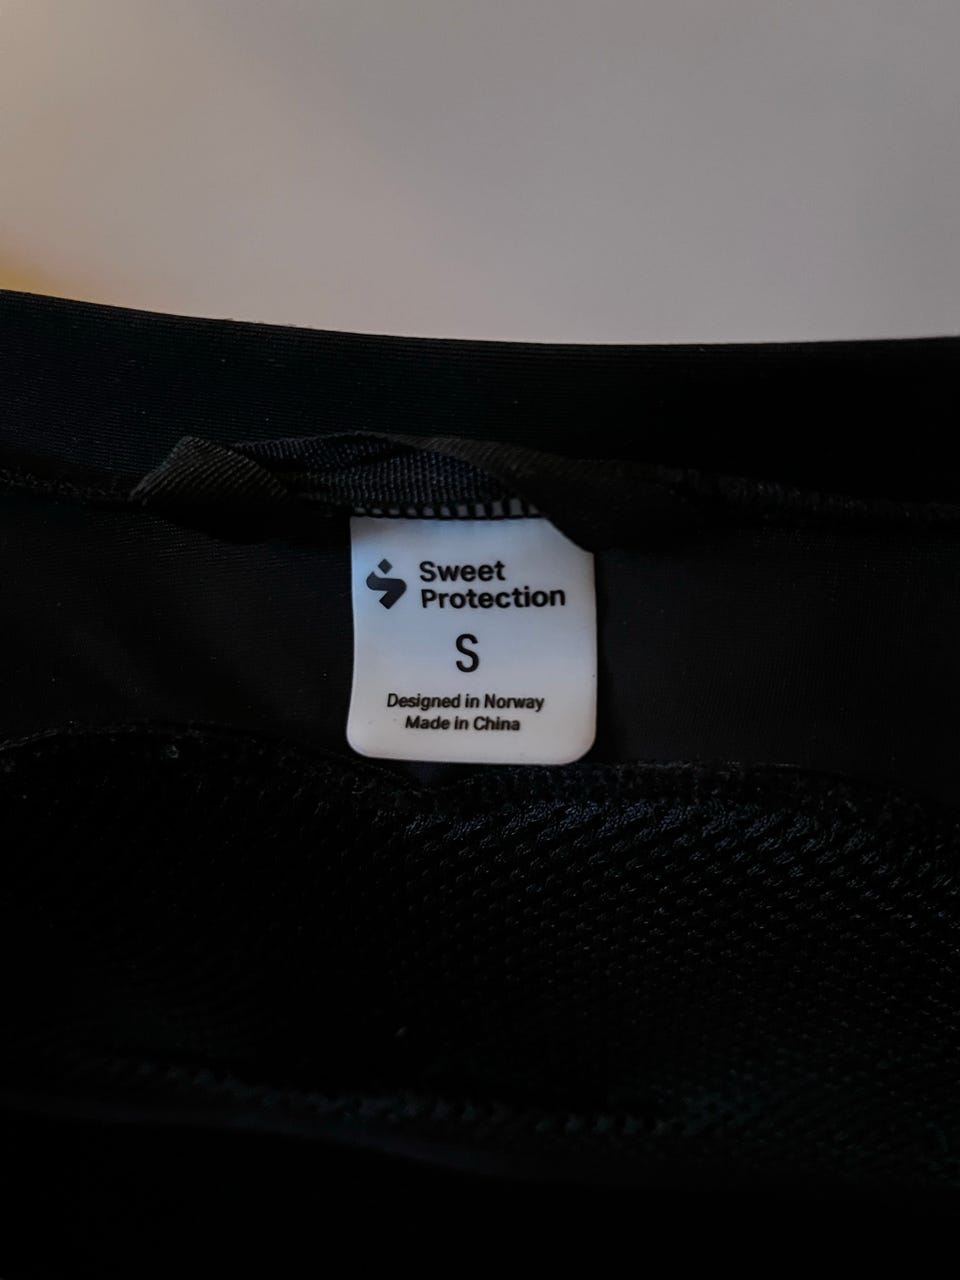 Sweet
Protection
S
Designed in Norway
Made in China